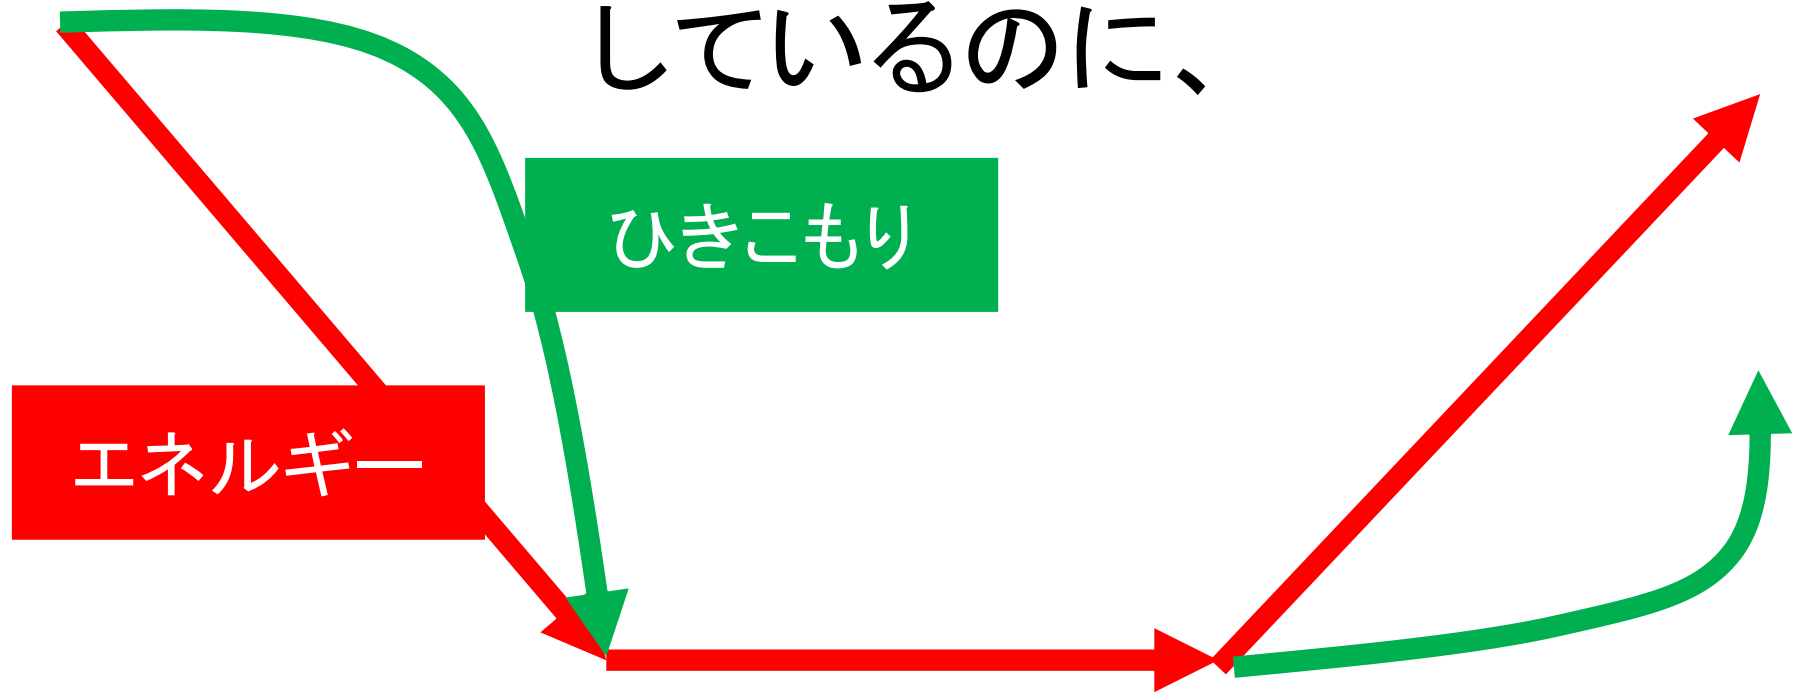 しているのに、
ひきこもり
エネルギー